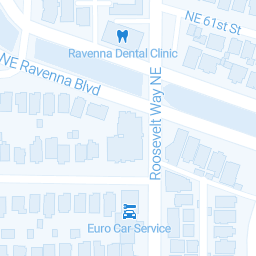 NE 61st St
Ravenna Dental Clinic
NE Ravenna Blvd
Roosevelt Way NE
Euro Car Service